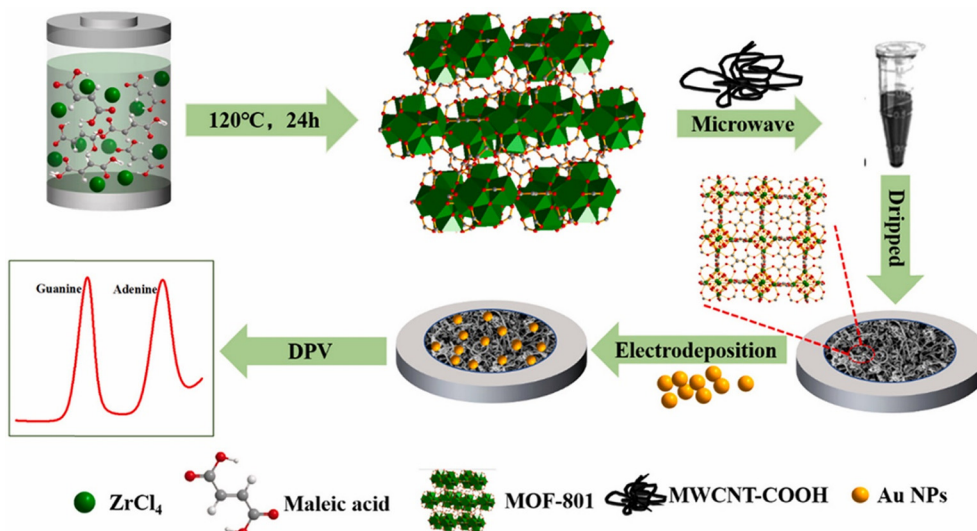 120℃, 24h
Microwave
Dripped
Electrodeposition
DPV
Guanine
Adenine
ZrCl₄
Maleic acid
MOF-801
MWCNT-COOH
Au NPs